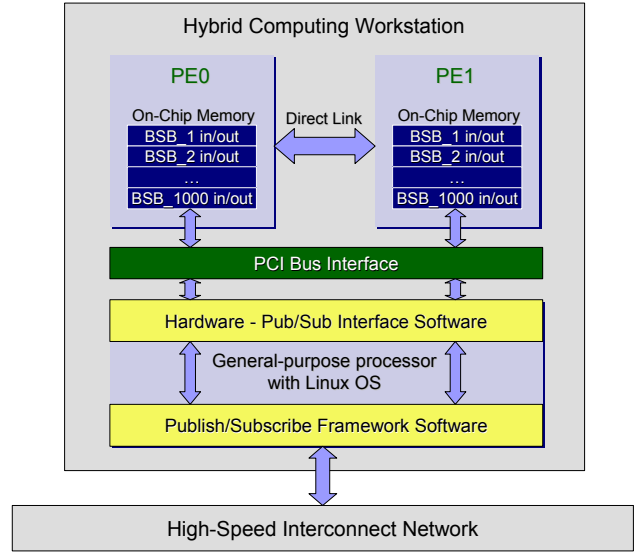 Hybrid Computing Workstation
PE0
PE1
On-Chip Memory
BSB_1 in/out
BSB_2 in/out
...
BSB_1000 in/out
Direct Link
On-Chip Memory
BSB_1 in/out
BSB_2 in/out
...
BSB_1000 in/out
PCI Bus Interface
Hardware - Pub/Sub Interface Software
General-purpose processor
with Linux OS
Publish/Subscribe Framework Software
High-Speed Interconnect Network